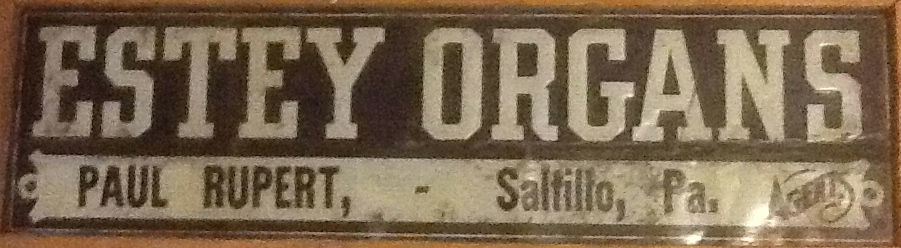 ESTEY ORGANS
PAUL RUPERT, - Saltillo, Pa. AGENT